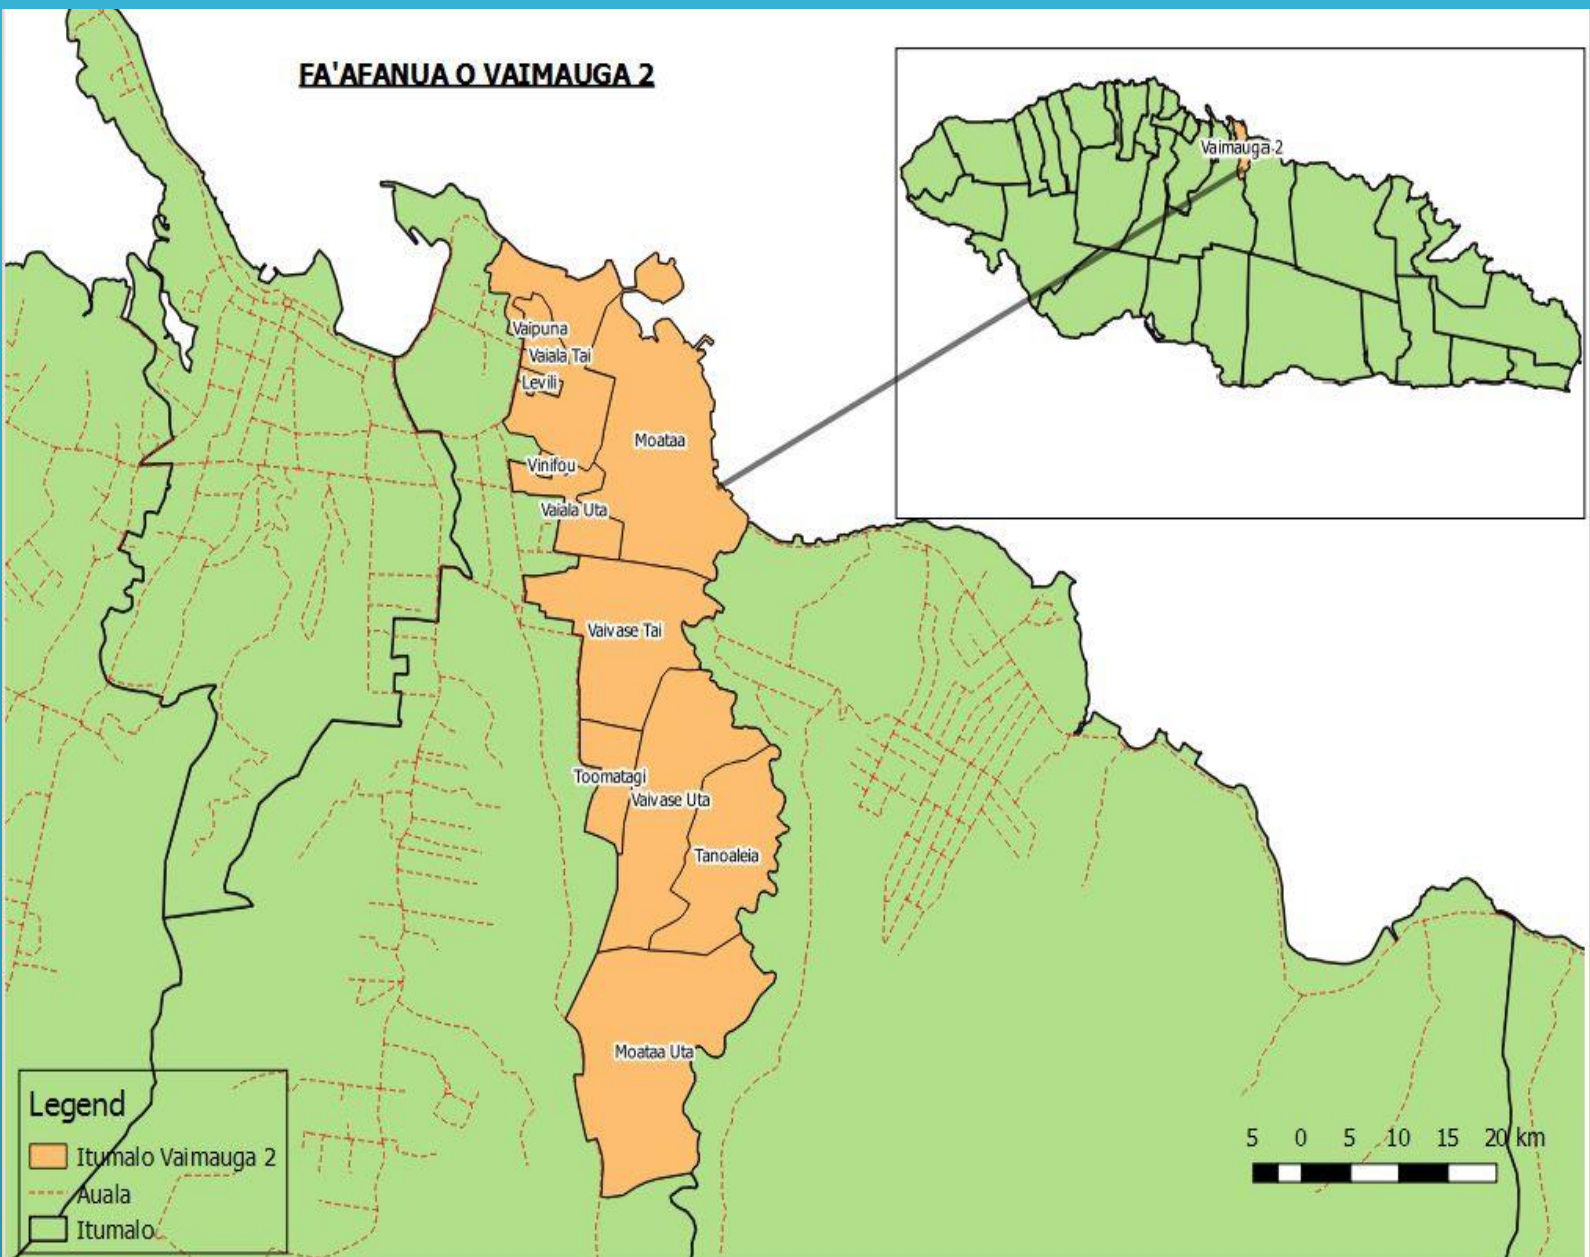 FA'AFANUA O VAIMAUGA 2
Vaimauga 2
Vaipuna
Vaiala Tai
Levili
Moataa
Vinifou
Vaiala Uta
Vaivase Tai
Toomatagi
Vaivase Uta
Tanoaleia
Moataa Uta
Legend
Itumalo Vaimauga 2
Auala
Itumalo
5 0 5 10 15 20 km